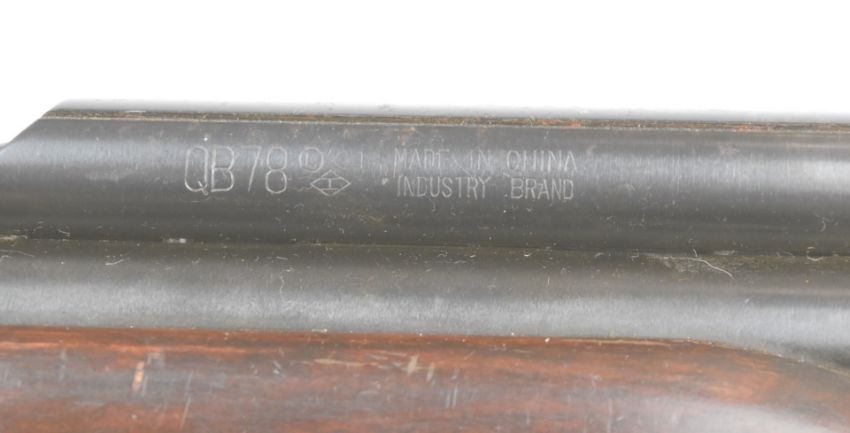 QB78 ©
MADE IN CHINA
INDUSTRY BRAND